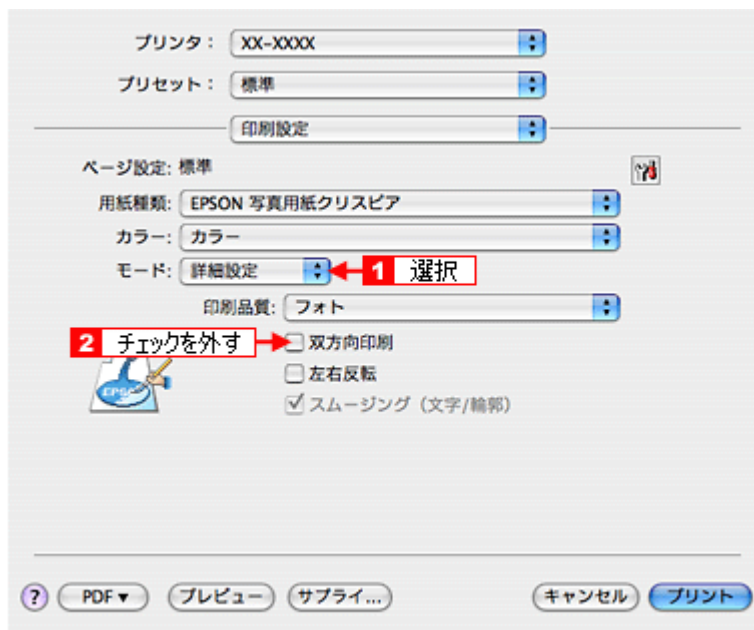 プリンタ： XX-XXXX
プリセット： 標準
印刷設定
ページ設定: 標準
用紙種類: EPSON 写真用紙クリスピア
カラー: カラー
モード: 詳細設定
1 選択
印刷品質: フォト
2 チェックを外す
双方向印刷
EPSON
左右反転
スムージング（文字/輪郭）
? PDF▼ プレビュー サプライ... キャンセル プリント